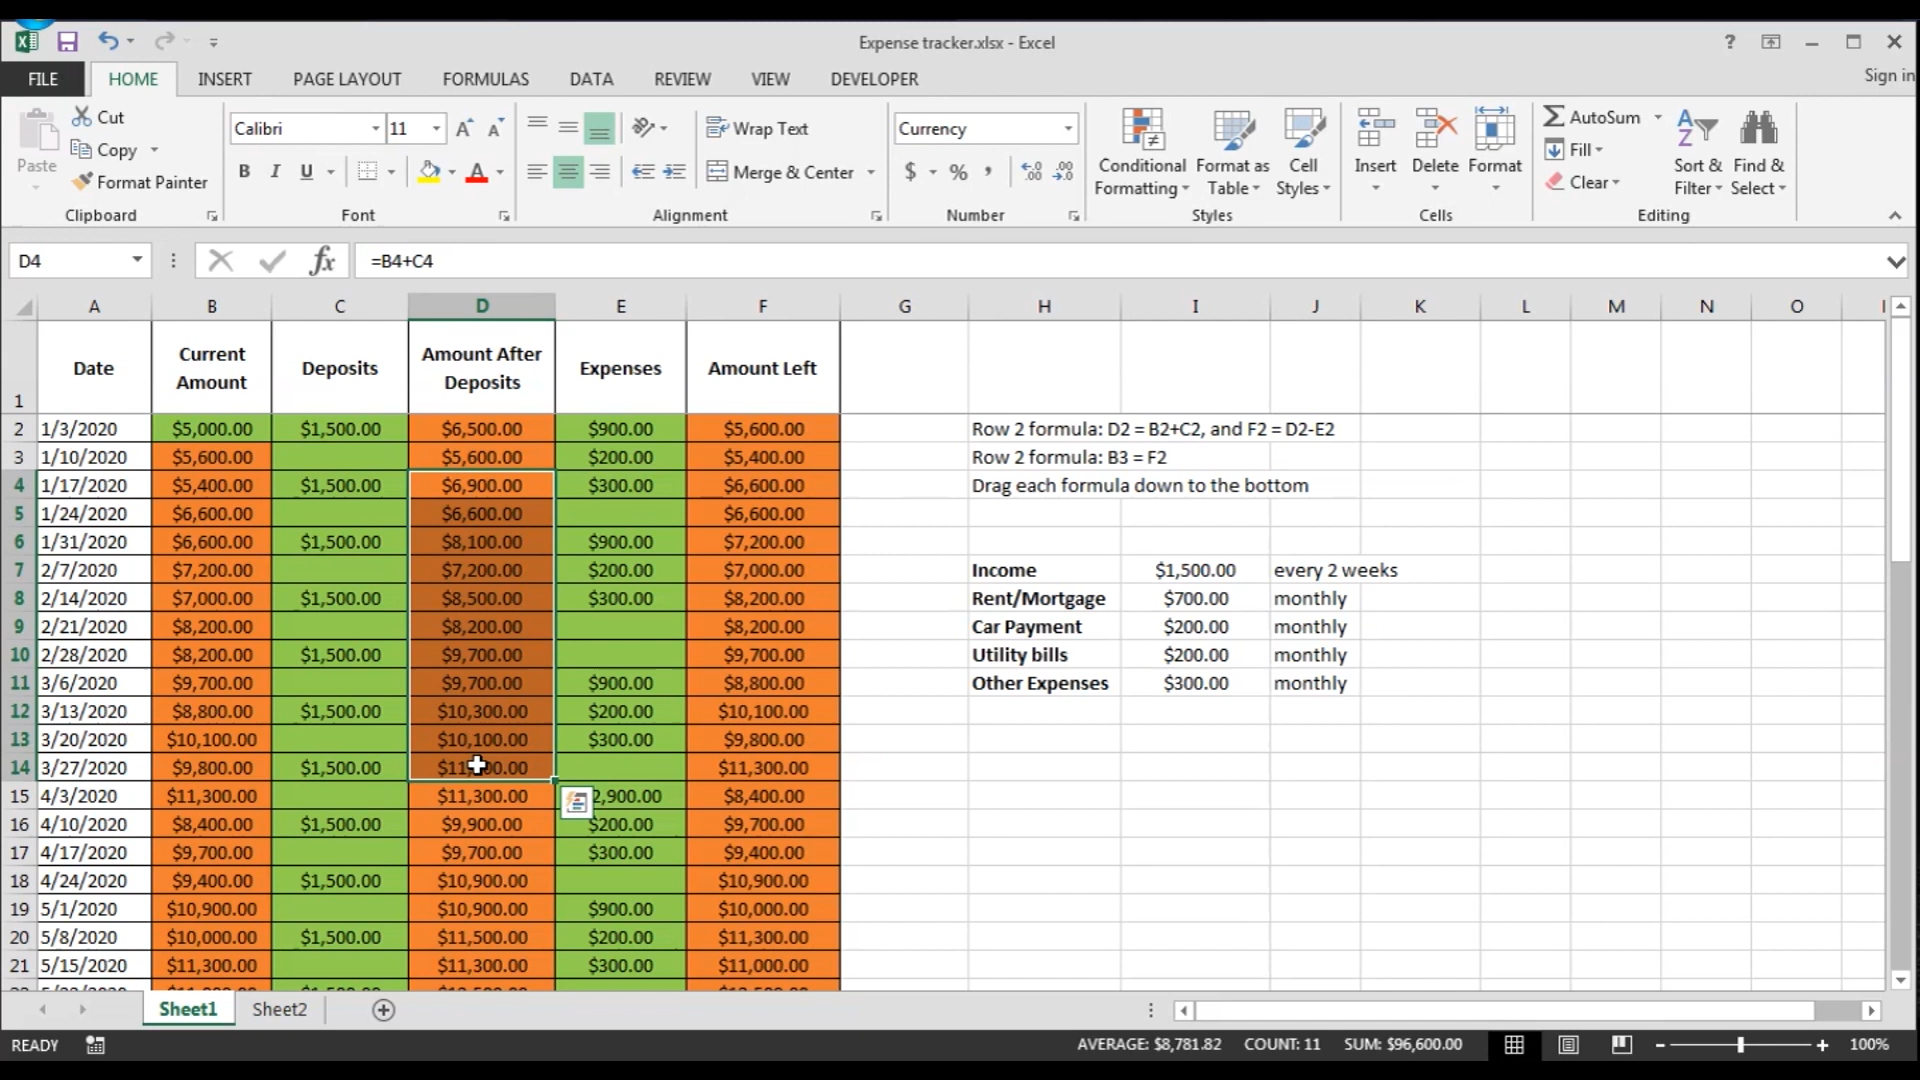 Expense tracker.xlsx - Excel
?
Sign in
FILE HOME INSERT PAGE LAYOUT FORMULAS DATA REVIEW VIEW DEVELOPER
Paste
Cut
Copy
Format Painter
Clipboard
Calibri 11
B I U
Font
Wrap Text
Merge & Center
Alignment
Currency
$ % ,
Number
Conditional Formatting
Format as Table
Cell Styles
Styles
Insert Delete Format
Cells
AutoSum
Fill
Clear
Sort & Filter
Find & Select
Editing
D4 fx =B4+C4
A B C D E F G H I J K L M N O
1 Date Current Amount Deposits Amount After Deposits Expenses Amount Left
2 1/3/2020 $5,000.00 $1,500.00 $6,500.00 $900.00 $5,600.00 Row 2 formula: D2 = B2+C2, and F2 = D2-E2
3 1/10/2020 $5,600.00 $5,600.00 $200.00 $5,400.00 Row 2 formula: B3 = F2
4 1/17/2020 $5,400.00 $1,500.00 $6,900.00 $300.00 $6,600.00 Drag each formula down to the bottom
5 1/24/2020 $6,600.00 $6,600.00 $6,600.00
6 1/31/2020 $6,600.00 $1,500.00 $8,100.00 $900.00 $7,200.00
7 2/7/2020 $7,200.00 $7,200.00 $200.00 $7,000.00 Income $1,500.00 every 2 weeks
8 2/14/2020 $7,000.00 $1,500.00 $8,500.00 $300.00 $8,200.00 Rent/Mortgage $700.00 monthly
9 2/21/2020 $8,200.00 $8,200.00 $8,200.00 Car Payment $200.00 monthly
10 2/28/2020 $8,200.00 $1,500.00 $9,700.00 $9,700.00 Utility bills $200.00 monthly
11 3/6/2020 $9,700.00 $9,700.00 $900.00 $8,800.00 Other Expenses $300.00 monthly
12 3/13/2020 $8,800.00 $1,500.00 $10,300.00 $200.00 $10,100.00
13 3/20/2020 $10,100.00 $10,100.00 $300.00 $9,800.00
14 3/27/2020 $9,800.00 $1,500.00 $11,300.00
15 4/3/2020 $11,300.00 $11,300.00 2,900.00 $8,400.00
16 4/10/2020 $8,400.00 $1,500.00 $9,900.00 $200.00 $9,700.00
17 4/17/2020 $9,700.00 $9,700.00 $300.00 $9,400.00
18 4/24/2020 $9,400.00 $1,500.00 $10,900.00 $10,900.00
19 5/1/2020 $10,900.00 $10,900.00 $900.00 $10,000.00
20 5/8/2020 $10,000.00 $1,500.00 $11,500.00 $200.00 $11,300.00
21 5/15/2020 $11,300.00 $11,300.00 $300.00 $11,000.00
Sheet1 Sheet2
READY AVERAGE: $8,781.82 COUNT: 11 SUM: $96,600.00 100%